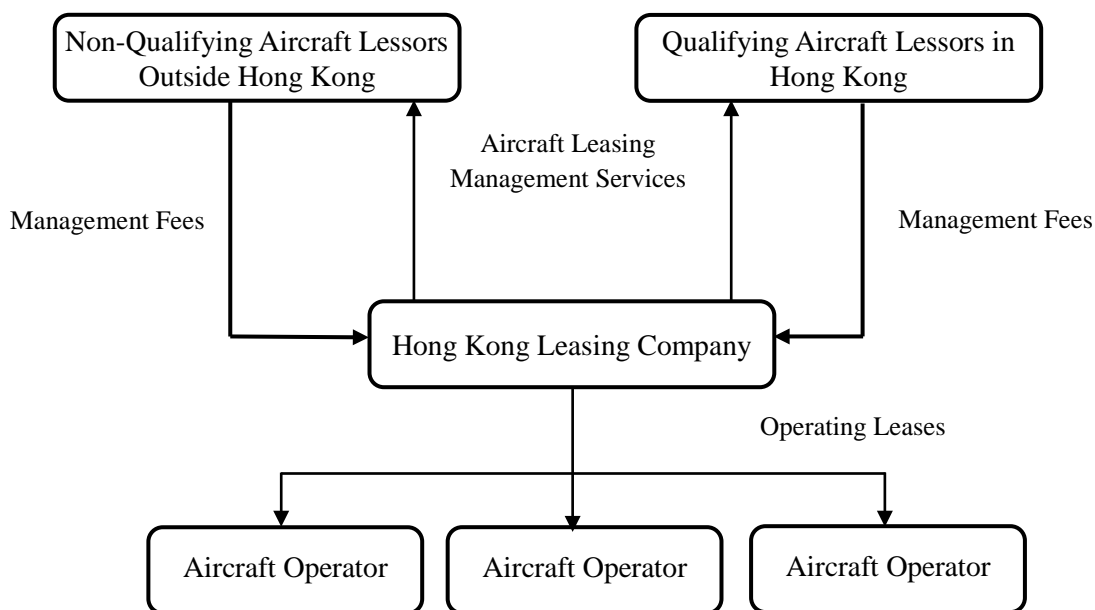 Non-Qualifying Aircraft Lessors
Outside Hong Kong
Qualifying Aircraft Lessors in
Hong Kong
Aircraft Leasing
Management Services
Management Fees
Management Fees
Hong Kong Leasing Company
Operating Leases
Aircraft Operator
Aircraft Operator
Aircraft Operator